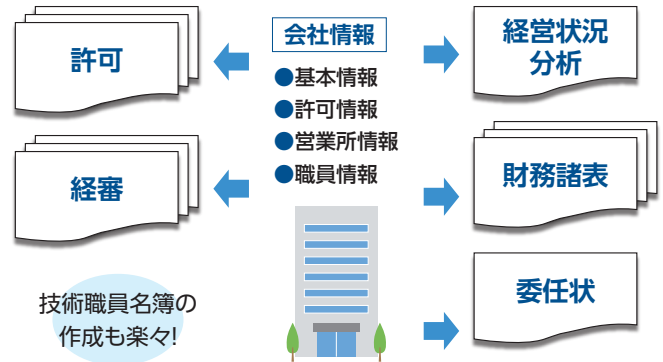 許可
経審
技術職員名簿の
作成も楽々!
会社情報
●基本情報
●許可情報
●営業所情報
●職員情報
経営状況
分析
財務諸表
委任状